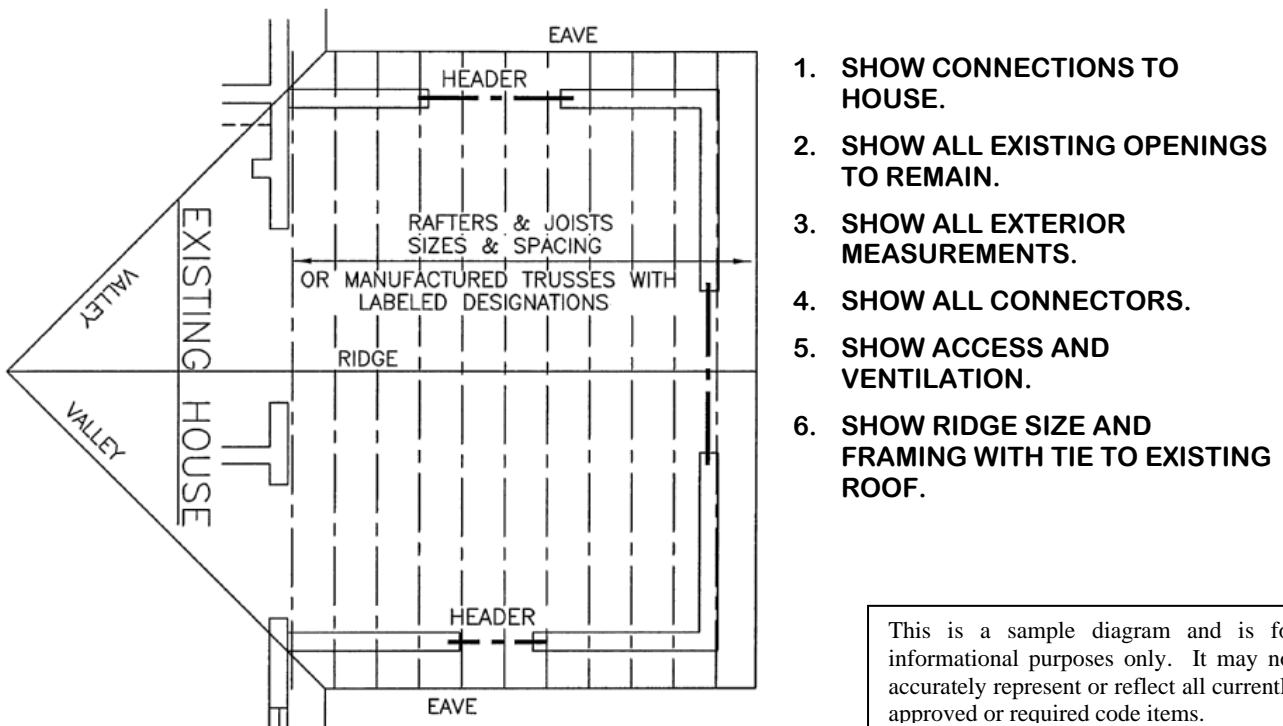 EAVE
HEADER
RAFTERS & JOISTS
SIZES & SPACING
OR MANUFACTURED TRUSSES WITH
LABELED DESIGNATIONS
VALLEY
EXISTING HOUSE
RIDGE
VALLEY
HEADER
EAVE
1. SHOW CONNECTIONS TO
HOUSE.
2. SHOW ALL EXISTING OPENINGS
TO REMAIN.
3. SHOW ALL EXTERIOR
MEASUREMENTS.
4. SHOW ALL CONNECTORS.
5. SHOW ACCESS AND
VENTILATION.
6. SHOW RIDGE SIZE AND
FRAMING WITH TIE TO EXISTING
ROOF.
This is a sample diagram and is fo
informational purposes only. It may no
accurately represent or reflect all currentl
approved or required code items.